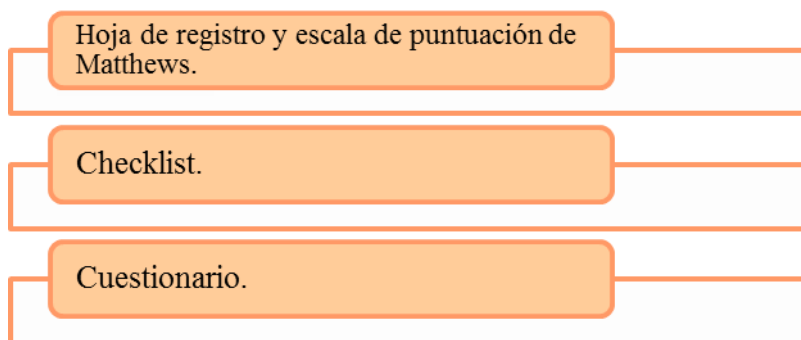 Hoja de registro y escala de puntuación de
Matthews.
Checklist.
Cuestionario.